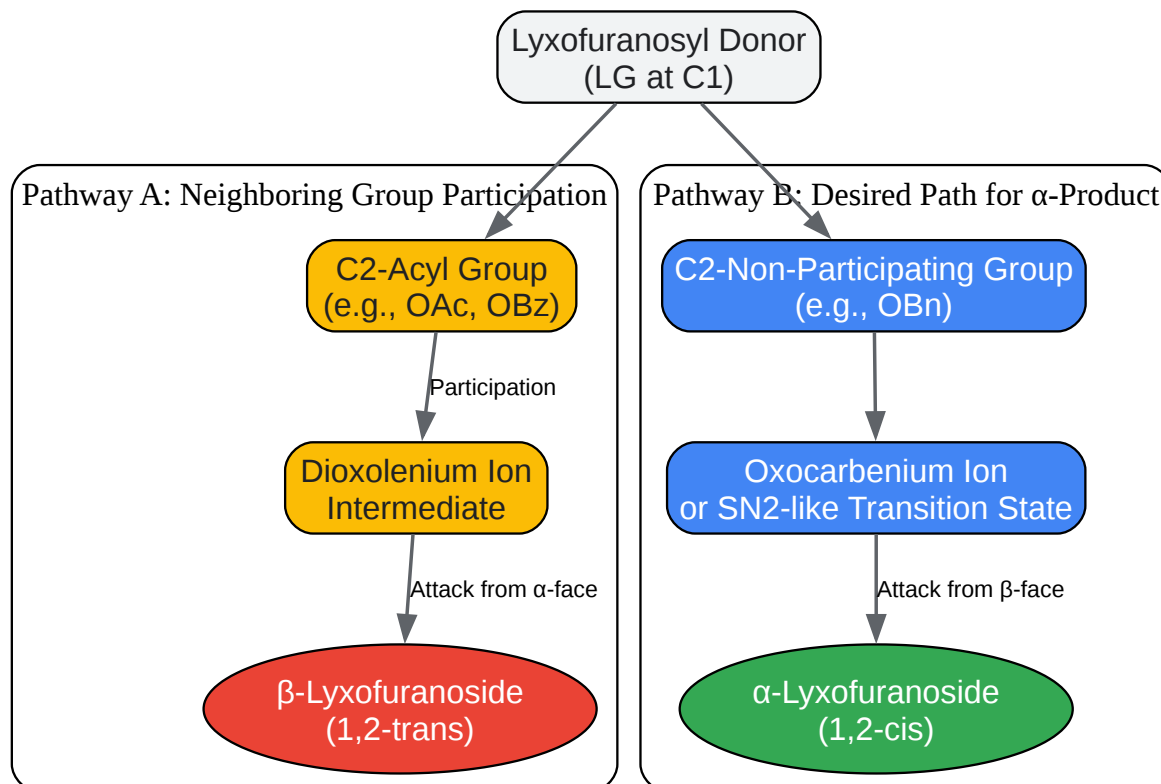 Lyxofuranosyl Donor
(LG at C1)
Pathway A: Neighboring Group Participation
C2-Acyl Group
(e.g., OAc, OBz)
Participation
Dioxolenium Ion
Intermediate
Attack from α-face
β-Lyxofuranoside
(1,2-trans)
Pathway B: Desired Path for α-Product
C2-Non-Participating Group
(e.g., OBn)
Oxocarbenium Ion
or SN2-like Transition State
Attack from β-face
α-Lyxofuranoside
(1,2-cis)